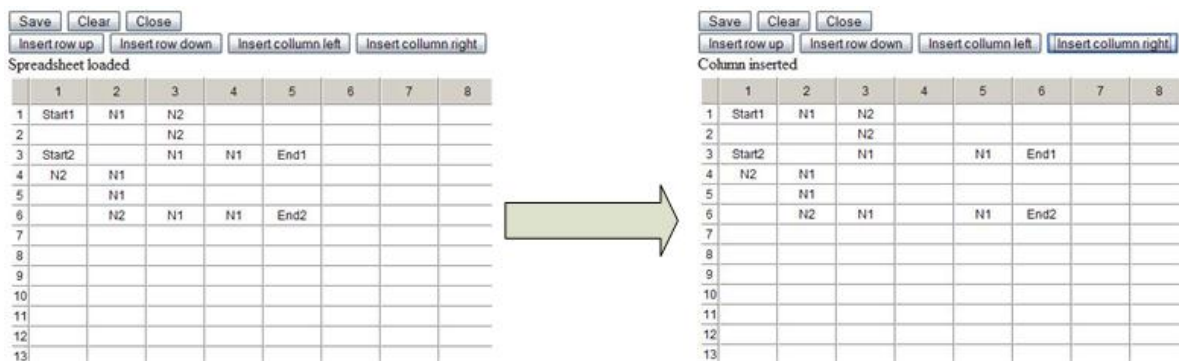 Save Clear Close
Insert row up Insert row down Insert collumn left Insert collumn right
Spreadsheet loaded
1 2 3 4 5 6 7 8
1 Start1 N1 N2
2 N2
3 Start2 N1 N1 End1
4 N2 N1
5 N1
6 N2 N1 N1 End2
7
8
9
10
11
12
13
Save Clear Close
Insert row up Insert row down Insert collumn left Insert collumn right
Column inserted
1 2 3 4 5 6 7 8
1 Start1 N1 N2
2 N2
3 Start2 N1 N1 End1
4 N2 N1
5 N1
6 N2 N1 N1 End2
7
8
9
10
11
12
13